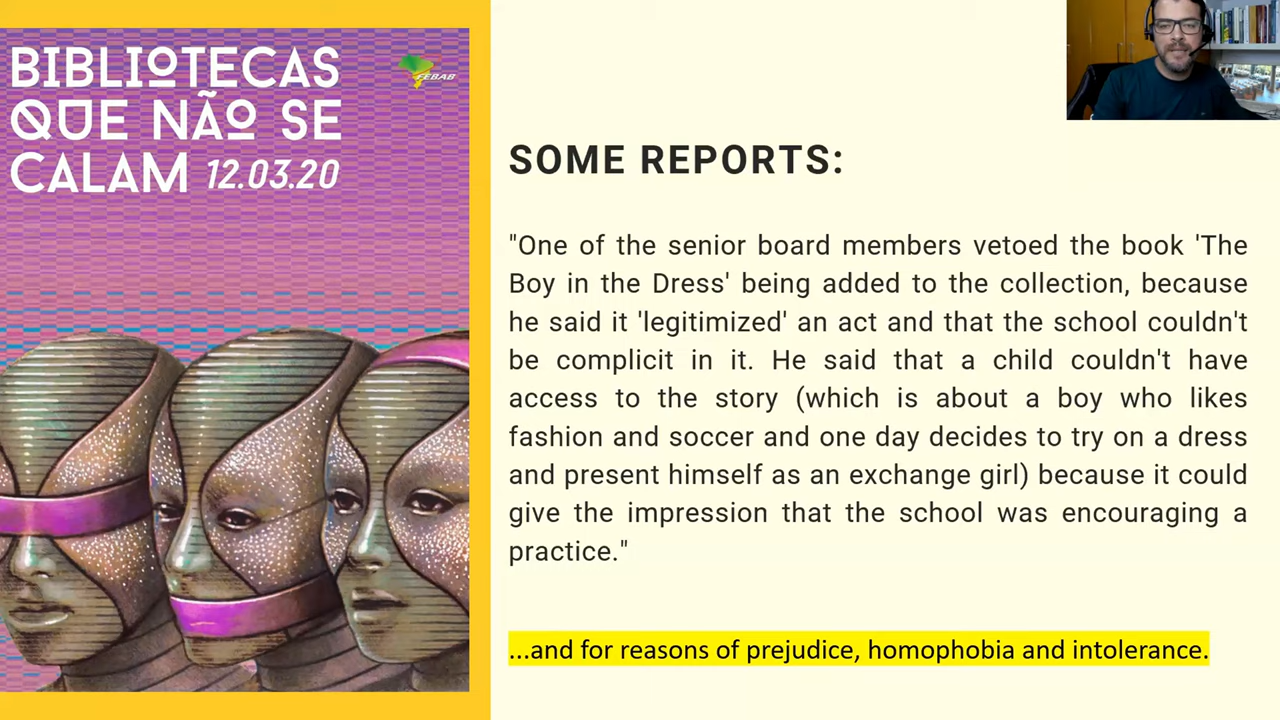 BIBLIOTECAS
QUE NÃO SE
CALAM 12.03.20
FEBAB
SOME REPORTS:
"One of the senior board members vetoed the book 'The
Boy in the Dress' being added to the collection, because
he said it 'legitimized' an act and that the school couldn't
be complicit in it. He said that a child couldn't have
access to the story (which is about a boy who likes
fashion and soccer and one day decides to try on a dress
and present himself as an exchange girl) because it could
give the impression that the school was encouraging a
practice."
...and for reasons of prejudice, homophobia and intolerance.